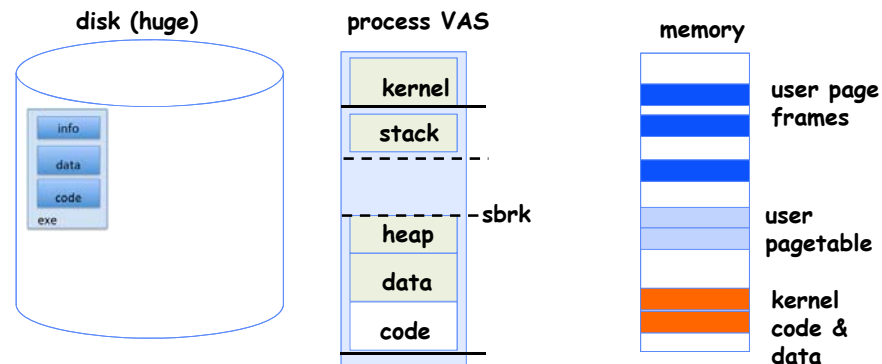 disk (huge)
process VAS
memory
info
data
code
exe
kernel
stack
sbrk
heap
data
code
user page
frames
user
pagetable
kernel
code &
data